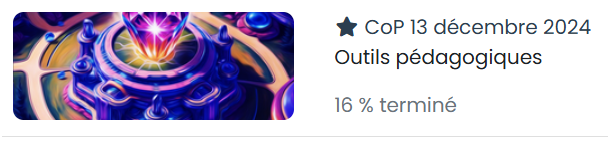 CoP 13 décembre 2024
Outils pédagogiques
16 % terminé